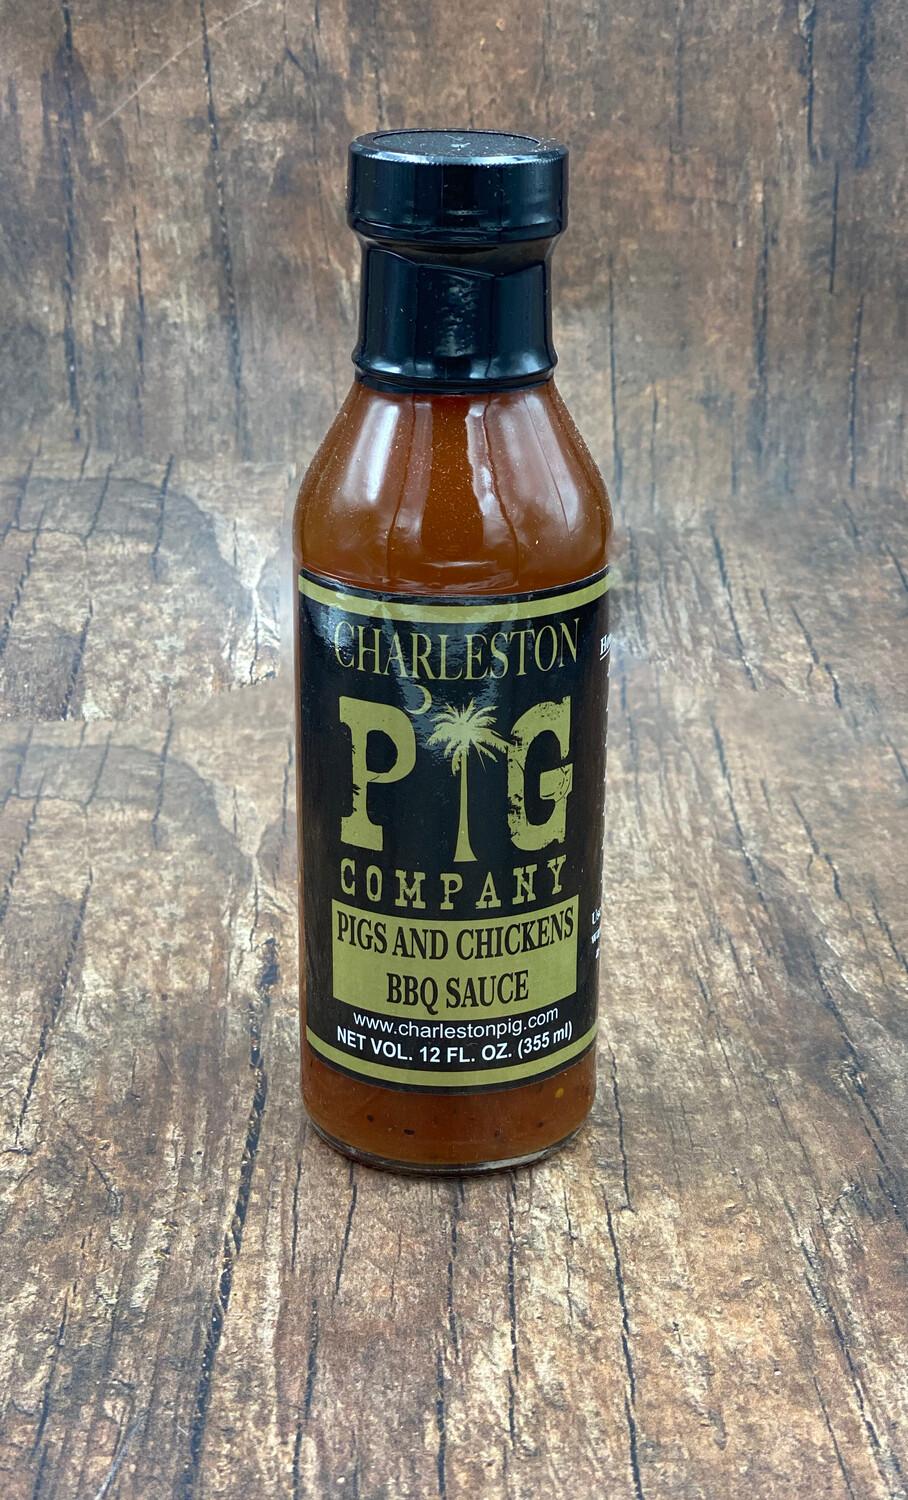 CHARLESTON
PIG
COMPANY
PIGS AND CHICKENS
BBQ SAUCE
www.charlestonpig.com
NET VOL. 12 FL. OZ. (355 ml)